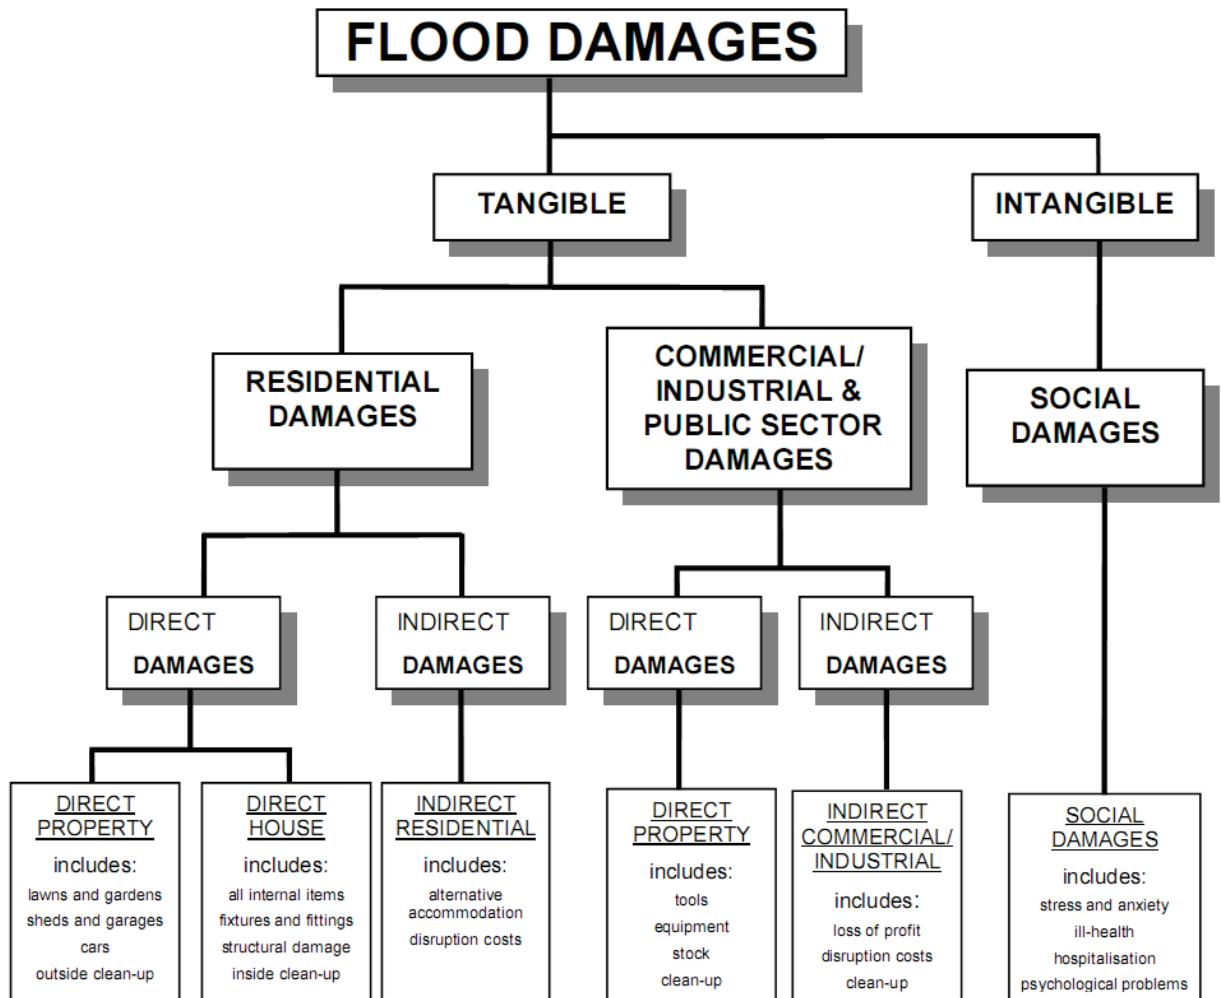 FLOOD DAMAGES
TANGIBLE
INTANGIBLE
RESIDENTIAL
DAMAGES
COMMERCIAL/
INDUSTRIAL &
PUBLIC SECTOR
DAMAGES
SOCIAL
DAMAGES
DIRECT
DAMAGES
INDIRECT
DAMAGES
DIRECT
DAMAGES
INDIRECT
DAMAGES
DIRECT
PROPERTY
includes:
lawns and gardens
sheds and garages
cars
outside clean-up
DIRECT
HOUSE
includes:
all internal items
fixtures and fittings
structural damage
inside clean-up
INDIRECT
RESIDENTIAL
includes:
alternative
accommodation
disruption costs
DIRECT
PROPERTY
includes:
tools
equipment
stock
clean-up
INDIRECT
COMMERCIAL/
INDUSTRIAL
includes:
loss of profit
disruption costs
clean-up
SOCIAL
DAMAGES
includes:
stress and anxiety
ill-health
hospitalisation
psychological problems